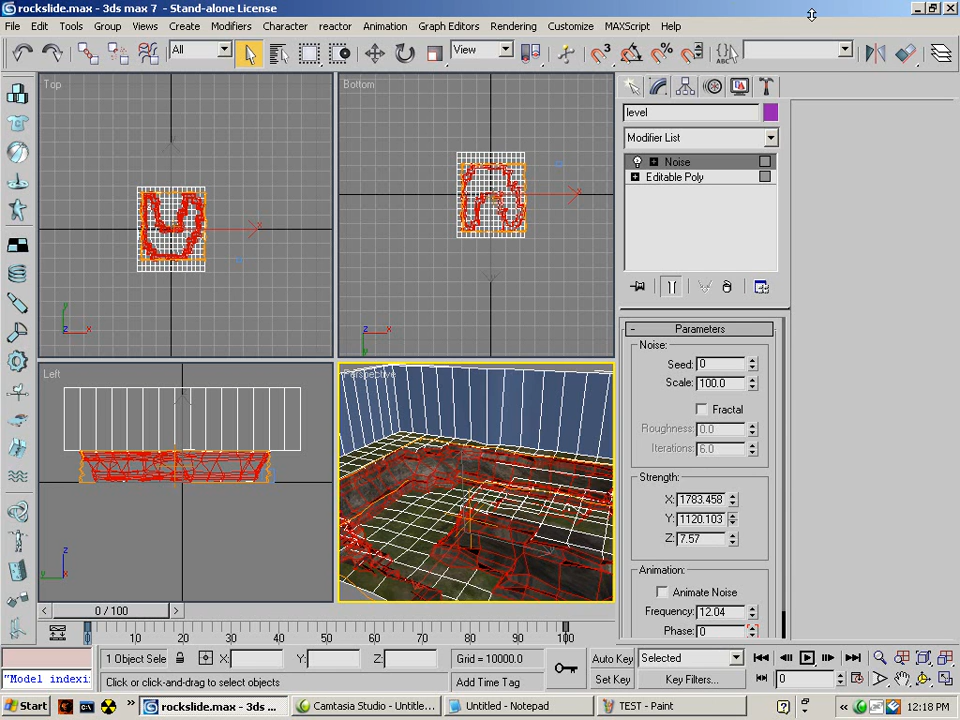 rockslide.max - 3ds max 7 - Stand-alone License
File Edit Tools Group Views Create Modifiers Character reactor Animation Graph Editors Rendering Customize MAXScript Help
All
View
ABC
Top
Bottom
x
y
z
x
x
x
z
x
y
Left
Perspective
z
y
x
level
Modifier List
Noise
Editable Poly
Parameters
Noise:
Seed: 0
Scale: 100.0
Fractal
Roughness: 0.0
Iterations: 6.0
Strength:
X: 1783.458
Y: 1120.103
Z: 7.57
Animation:
Animate Noise
Frequency: 12.04
Phase: 0
0 / 100
0 10 20 30 40 50 60 70 80 90 100
1 Object Sele X: Y: Z: Grid = 10000.0 Auto Key Selected
"Model indexi Click or click-and-drag to select objects Add Time Tag Set Key Key Filters... 0
Start rockslide.max - 3ds ... Camtasia Studio - Untitle... Untitled - Notepad TEST - Paint 12:18 PM